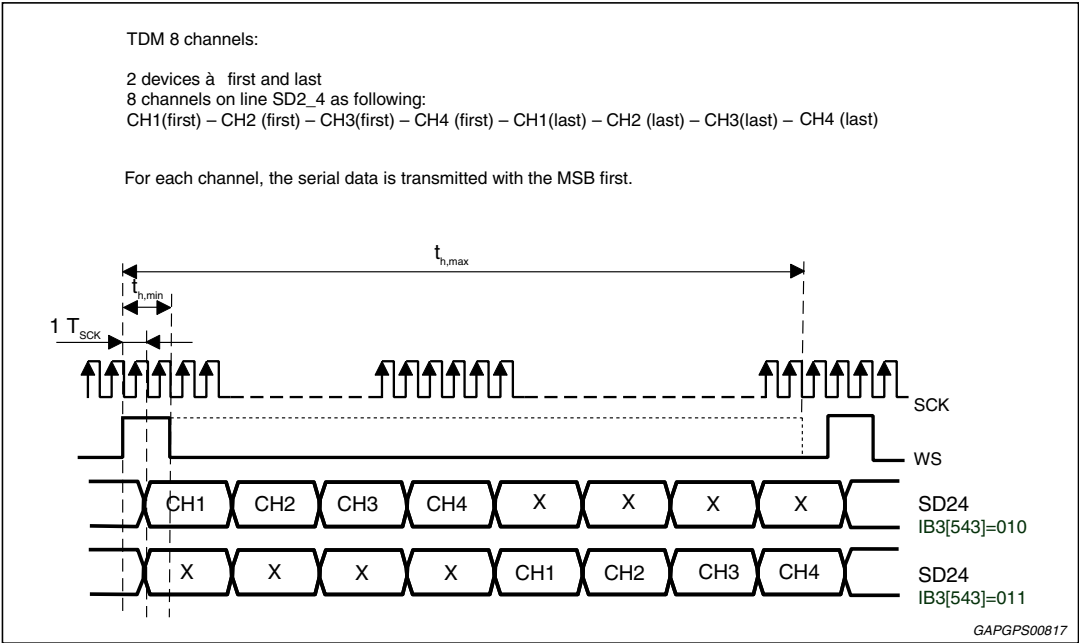 TDM 8 channels:
2 devices à first and last
8 channels on line SD2_4 as following:
CH1(first) – CH2 (first) – CH3(first) – CH4 (first) – CH1(last) – CH2 (last) – CH3(last) – CH4 (last)
For each channel, the serial data is transmitted with the MSB first.
th,max
th,min
1 TSCK
SCK
WS
CH1 CH2 CH3 CH4 X X X X SD24
IB3[543]=010
X X X X CH1 CH2 CH3 CH4 SD24
IB3[543]=011
GAPGPS00817